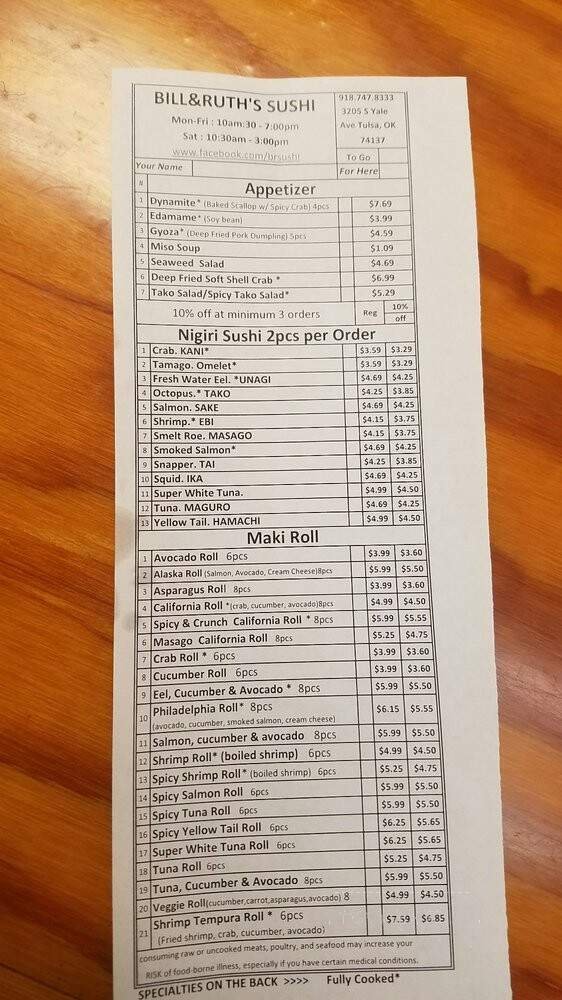 BILL&RUTH'S SUSHI
Mon-Fri : 10am:30 - 7:00pm
Sat : 10:30am - 3:00pm
www.facebook.com/brsushi
918.747.8333
3205 S Yale
Ave Tulsa, OK
74137
To Go
Your Name
For Here
#
Appetizer
1 Dynamite* (Baked Scallop w/ Spicy Crab) 4pcs $7.69
2 Edamame* (Soy bean) $3.99
3 Gyoza* (Deep Fried Pork Dumpling) 5pcs $4.59
4 Miso Soup $1.09
5 Seaweed Salad $4.69
6 Deep Fried Soft Shell Crab * $6.99
7 Tako Salad/Spicy Tako Salad* $5.29
10% off at minimum 3 orders Reg 10% off
Nigiri Sushi 2pcs per Order
1 Crab. KANI* $3.59 $3.29
2 Tamago. Omelet* $3.59 $3.29
3 Fresh Water Eel. *UNAGI $4.69 $4.25
4 Octopus.* TAKO $4.25 $3.85
5 Salmon. SAKE $4.69 $4.25
6 Shrimp.* EBI $4.15 $3.75
7 Smelt Roe. MASAGO $4.15 $3.75
8 Smoked Salmon* $4.69 $4.25
9 Snapper. TAI $4.25 $3.85
10 Squid. IKA $4.69 $4.25
11 Super White Tuna. $4.99 $4.50
12 Tuna. MAGURO $4.69 $4.25
13 Yellow Tail. HAMACHI $4.99 $4.50
Maki Roll
1 Avocado Roll 6pcs $3.99 $3.60
2 Alaska Roll (Salmon, Avocado, Cream Cheese)8pcs $5.99 $5.50
3 Asparagus Roll 8pcs $3.99 $3.60
4 California Roll *(crab, cucumber, avocado)8pcs $4.99 $4.50
5 Spicy & Crunch California Roll * 8pcs $5.99 $5.55
6 Masago California Roll 8pcs $5.25 $4.75
7 Crab Roll * 6pcs $3.99 $3.60
8 Cucumber Roll 6pcs $3.99 $3.60
9 Eel, Cucumber & Avocado * 8pcs $5.99 $5.50
10 Philadelphia Roll* 8pcs $6.15 $5.55
(avocado, cucumber, smoked salmon, cream cheese)
11 Salmon, cucumber & avocado 8pcs $5.99 $5.50
12 Shrimp Roll* (boiled shrimp) 6pcs $4.99 $4.50
13 Spicy Shrimp Roll* (boiled shrimp) 6pcs $5.25 $4.75
14 Spicy Salmon Roll 6pcs $5.99 $5.50
15 Spicy Tuna Roll 6pcs $5.99 $5.50
16 Spicy Yellow Tail Roll 6pcs $6.25 $5.65
17 Super White Tuna Roll 6pcs $6.25 $5.65
18 Tuna Roll 6pcs $5.25 $4.75
19 Tuna, Cucumber & Avocado 8pcs $5.99 $5.50
20 Veggie Roll(cucumber,carrot,asparagus,avocado) 8 $4.99 $4.50
21 Shrimp Tempura Roll * 6pcs $7.59 $6.85
(Fried shrimp, crab, cucumber, avocado)
consuming raw or uncooked meats, poultry, and seafood may increase your
RISK of food-borne illness, especially if you have certain medical conditions.
SPECIALTIES ON THE BACK >>>> Fully Cooked*